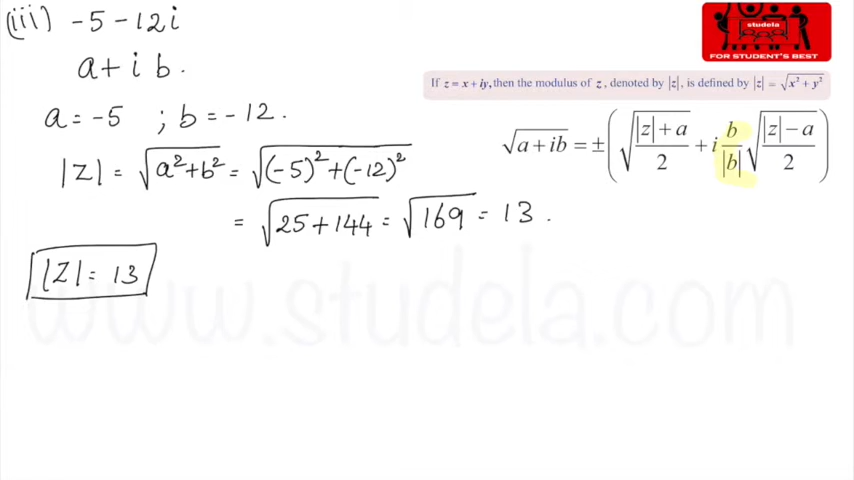 (iii) -5 - 12i
studela
FOR STUDENT'S BEST
a + i b.
If z = x + iy, then the modulus of z, denoted by |z|, is defined by |z| = √(x² + y²)
a = -5 ; b = -12.
√(a + ib) = ± ( √((|z| + a)/2) + i b/|b| √((|z| - a)/2) )
|Z| = √(a² + b²) = √((-5)² + (-12)²)
= √(25 + 144) = √169 = 13.
|Z| = 13
www.studela.com